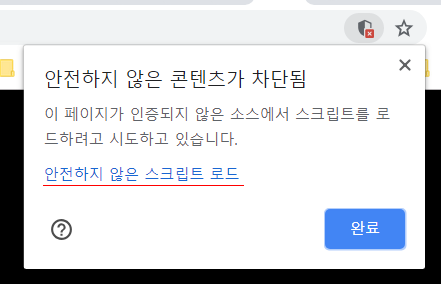 안전하지 않은 콘텐츠가 차단됨
이 페이지가 인증되지 않은 소스에서 스크립트를 로
드하려고 시도하고 있습니다.
안전하지 않은 스크립트 로드
완료